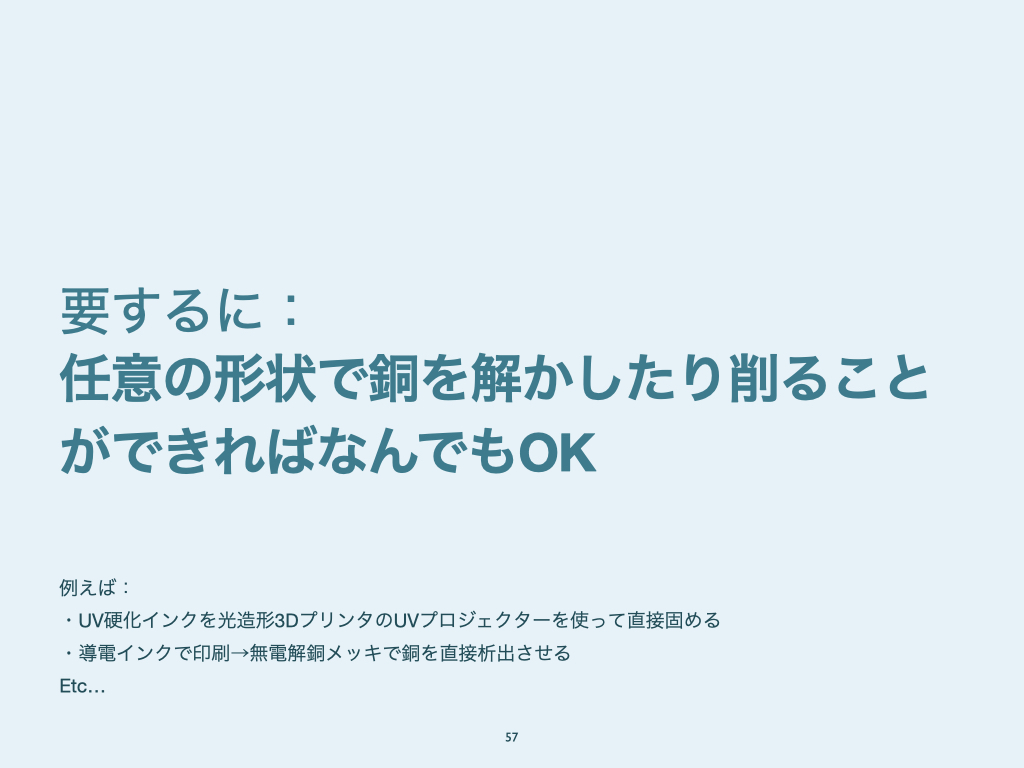 要するに：
任意の形状で銅を解かしたり削ること
ができればなんでもOK
例えば：
・UV硬化インクを光造形3DプリンタのUVプロジェクターを使って直接固める
・導電インクで印刷→無電解銅メッキで銅を直接析出させる
Etc…
57